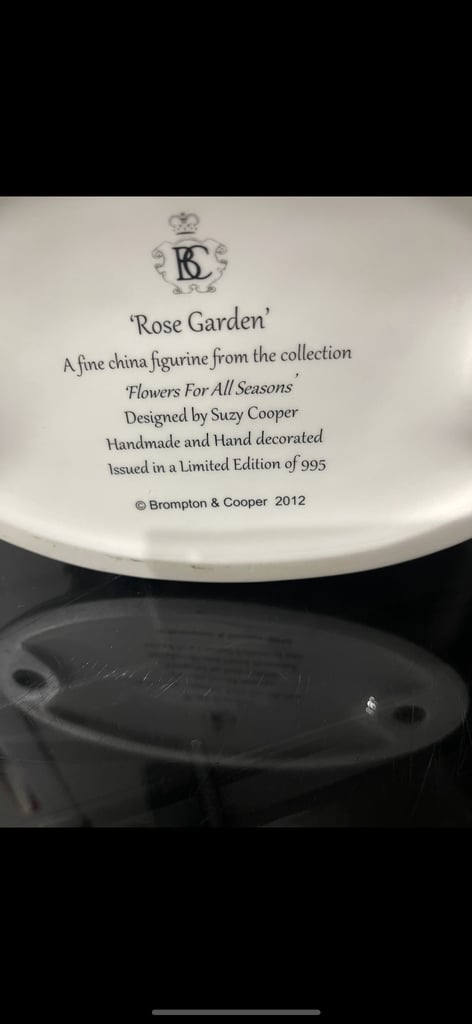 BC
'Rose Garden'
A fine china figurine from the collection
'Flowers For All Seasons'
Designed by Suzy Cooper
Handmade and Hand decorated
Issued in a Limited Edition of 995
© Brompton & Cooper 2012